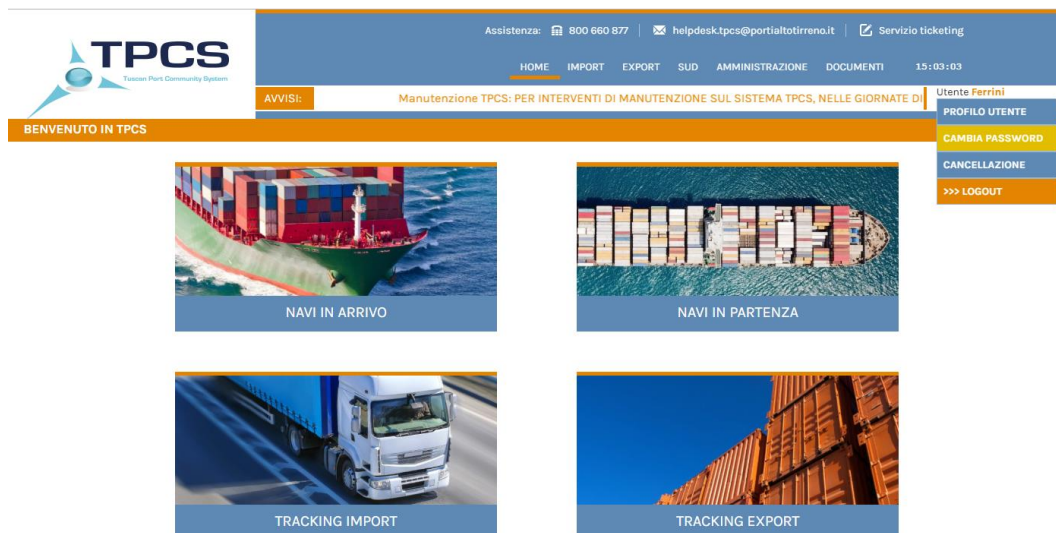 TPCS
Tuscan Port Community System
Assistenza: 800 660 877 helpdesk.tpcs@portialtotirreno.it Servizio ticketing
HOME IMPORT EXPORT SUD AMMINISTRAZIONE DOCUMENTI 15:03:03
AVVISI: Manutenzione TPCS: PER INTERVENTI DI MANUTENZIONE SUL SISTEMA TPCS, NELLE GIORNATE DI
Utente Ferrini
PROFILO UTENTE
CAMBIA PASSWORD
CANCELLAZIONE
>>> LOGOUT
BENVENUTO IN TPCS
NAVI IN ARRIVO
NAVI IN PARTENZA
TRACKING IMPORT
TRACKING EXPORT